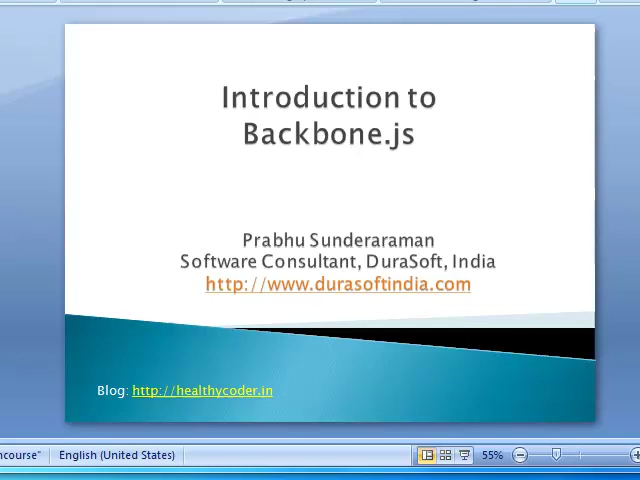 Introduction to
Backbone.js
Prabhu Sunderaraman
Software Consultant, DuraSoft, India
http://www.durasoftindia.com
Blog: http://healthycoder.in
ncourse" English (United States) 55%